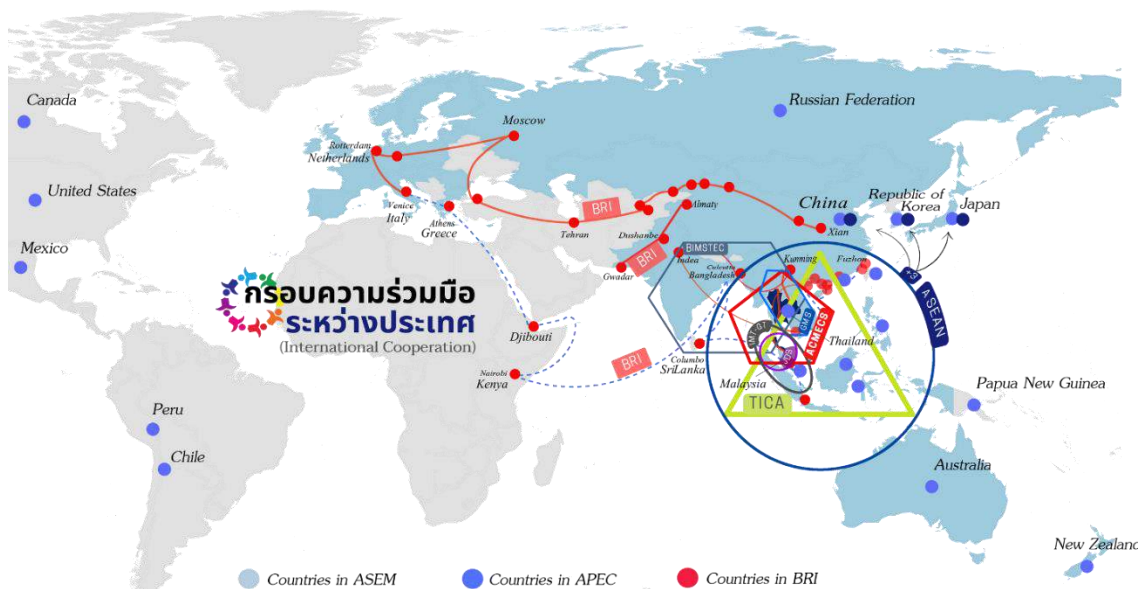 Canada
United States
Mexico
Peru
Chile
กรอบความร่วมมือ
ระหว่างประเทศ
(International Cooperation)
Moscow
Rotterdam
Netherlands
Venice
Italy
Athens
Greece
BRI
Tehran
Dushanbe
Almaty
BRI
Gwadar
Djibouti
Nairobi
Kenya
BRI
Russian Federation
China
Republic of
Korea
Japan
Xian
BIMSTEC
Indea
Calcutta
Bangladesh
Kunming
Fuzhou
+3
ASEAN
GMS
ACMECS
IMT-GT
JDS
Thailand
Columbo
SriLanka
Malaysia
TICA
Papua New Guinea
Australia
New Zealand
Countries in ASEM
Countries in APEC
Countries in BRI